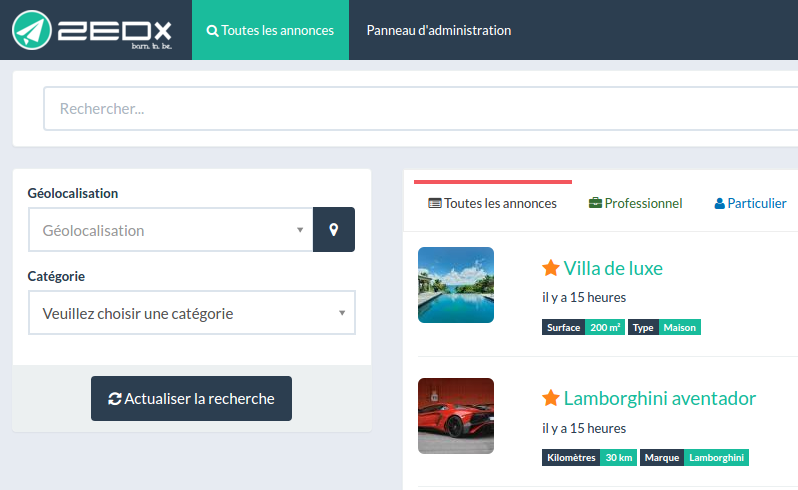 ZEOX
born. to. be.
Toutes les annonces
Panneau d'administration
Rechercher...
Géolocalisation
Géolocalisation
Catégorie
Veuillez choisir une catégorie
Actualiser la recherche
Toutes les annonces
Professionnel
Particulier
Villa de luxe
il y a 15 heures
Surface 200 m² Type Maison
Lamborghini aventador
il y a 15 heures
Kilomètres 30 km Marque Lamborghini